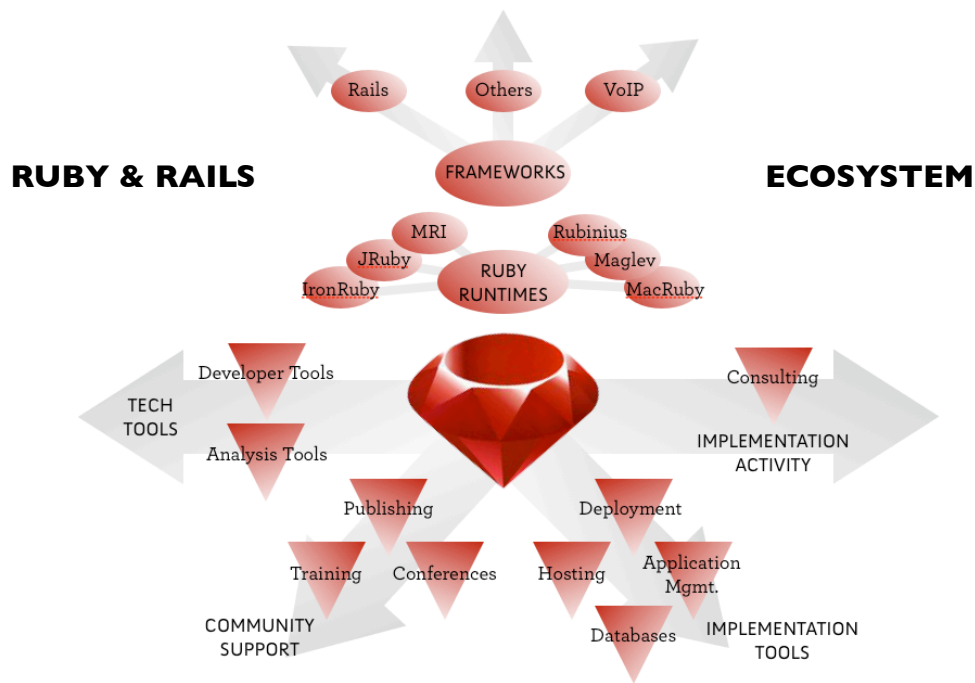 Rails
Others
VoIP
FRAMEWORKS
RUBY & RAILS
ECOSYSTEM
MRI
Rubinius
JRuby
Maglev
IronRuby
MacRuby
RUBY
RUNTIMES
Developer Tools
Consulting
TECH
TOOLS
Analysis Tools
IMPLEMENTATION
ACTIVITY
Publishing
Deployment
Training
Conferences
Hosting
Application
Mgmt.
COMMUNITY
SUPPORT
Databases
IMPLEMENTATION
TOOLS